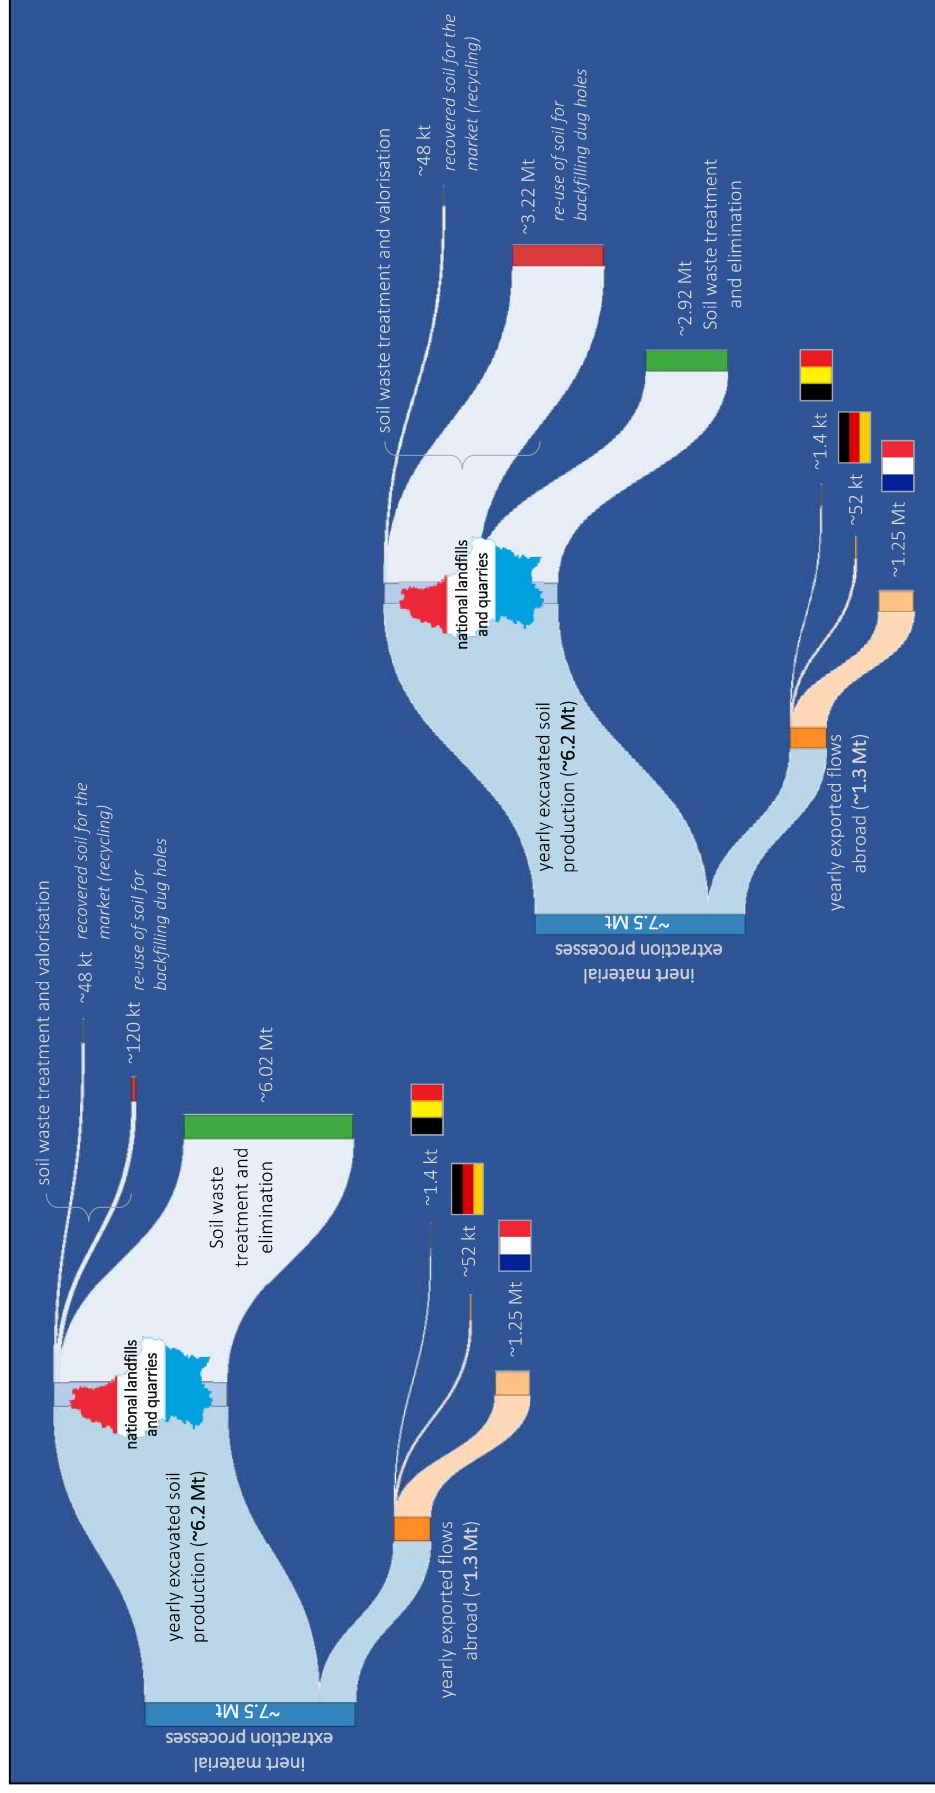 inert material
extraction processes
~7.5 Mt
yearly excavated soil
production (~6.2 Mt)
national landfills
and quarries
soil waste treatment and valorisation
~48 kt
recovered soil for the
market (recycling)
~120 kt
re-use of soil for
backfilling dug holes
Soil waste
treatment and
elimination
~6.02 Mt
yearly exported flows
abroad (~1.3 Mt)
~1.4 kt
~52 kt
~1.25 Mt
inert material
extraction processes
~7.5 Mt
yearly excavated soil
production (~6.2 Mt)
national landfills
and quarries
soil waste treatment and valorisation
~48 kt
recovered soil for the
market (recycling)
~3.22 Mt
re-use of soil for
backfilling dug holes
~2.92 Mt
Soil waste treatment
and elimination
yearly exported flows
abroad (~1.3 Mt)
~1.4 kt
~52 kt
~1.25 Mt